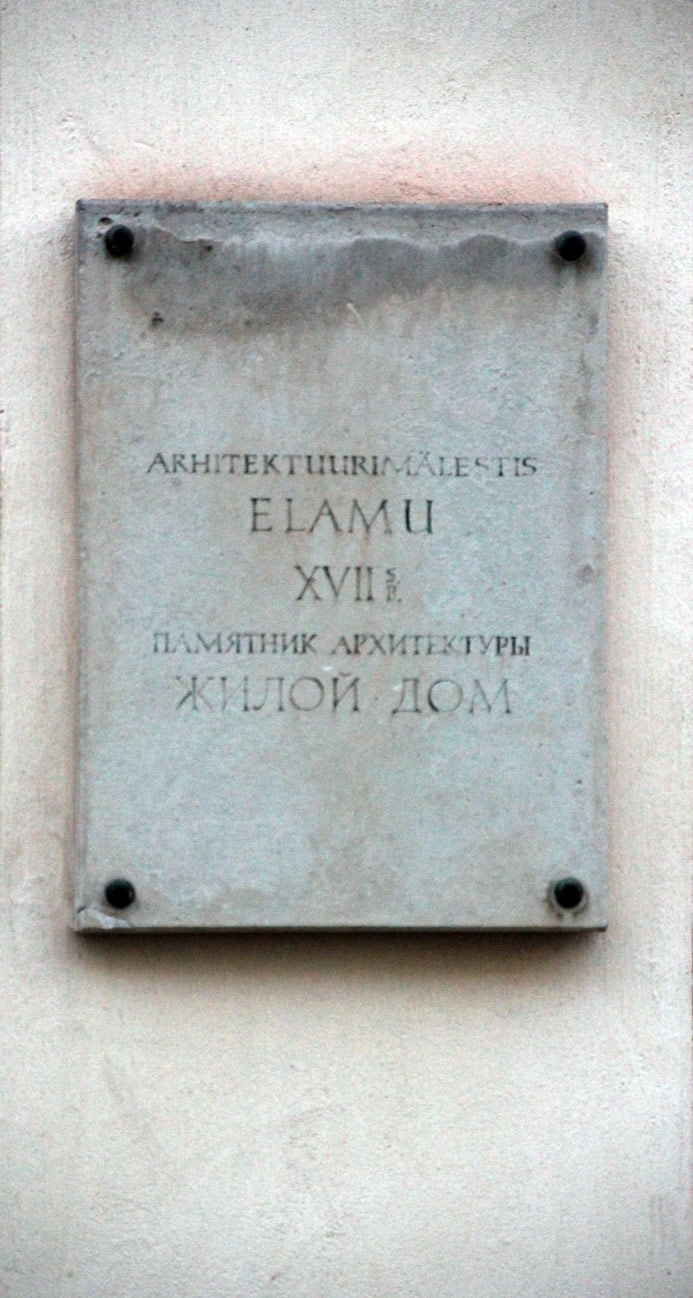 ARHITEKTUURIMÄLESTIS
ELAMU
XVII S.
ПАМЯТНИК АРХИТЕКТУРЫ
ЖИЛОЙ ДОМ